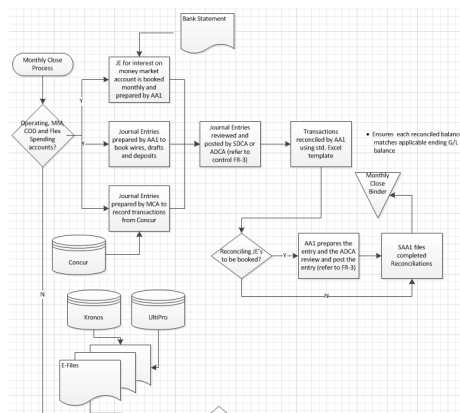 Bank Statement
Monthly Close
Process
JE for Interest on
money market
account is booked
monthly and
prepared by AA1
Y
Operating, MM,
COD and Flex
Spending
accounts?
Y
Journal Entries
prepared by AA1 to
book wires, drafts
and deposits
Journal Entries
reviewed and
posted by SDCA or
ADCA (refer to
control FR-3)
Transactions
reconciled by AA1
using std. Excel
template
• Ensures each reconciled balance
matches applicable ending G/L
balance
Y
Journal Entries
prepared by MCA to
record transactions
from Concur
Monthly
Close
Binder
Concur
Reconciling JE's
to be booked?
Y
AA1 prepares the
entry and the ADCA
review and post the
entry (refer to FR-3)
SAA1 files
completed
Reconciliations
N
N
Kronos
UltiPro
E-Files